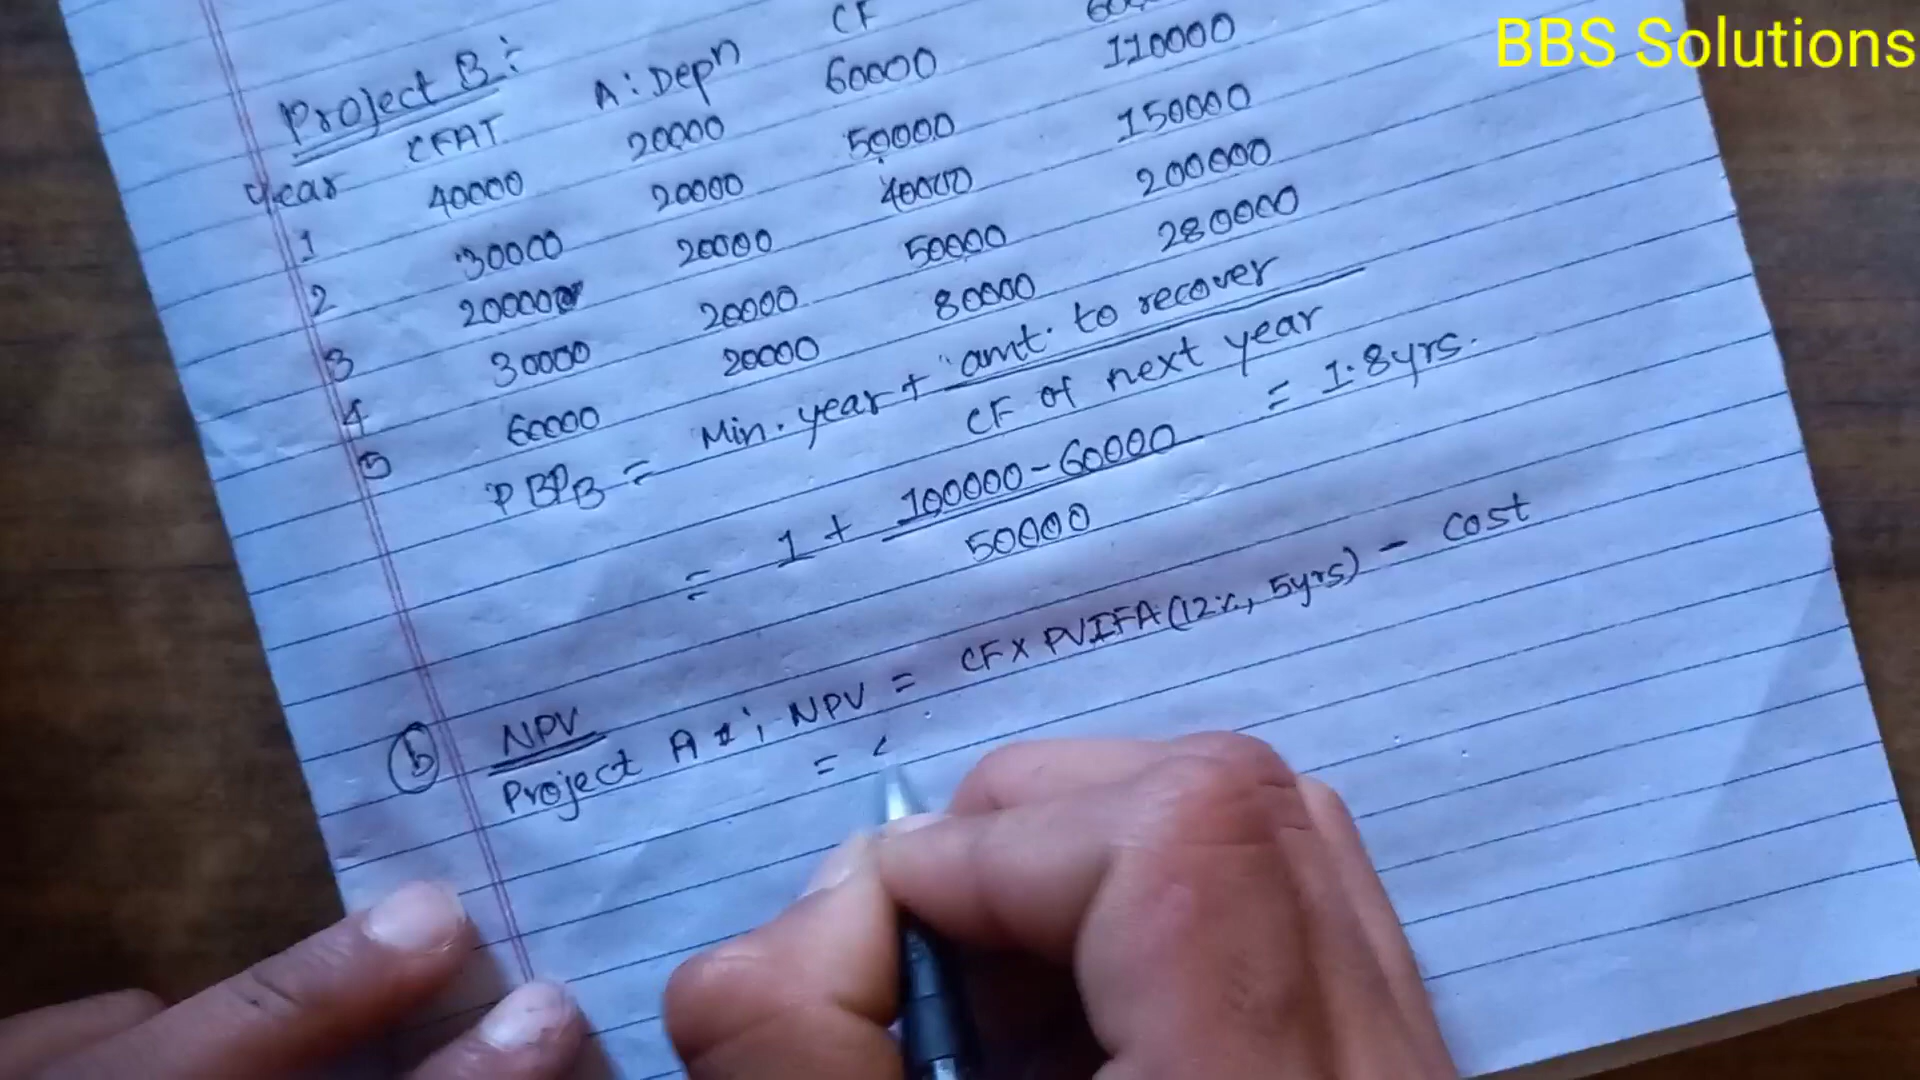 BBS Solutions
Project B:
year CFAT A: Depn CF
1 40000 20000 60000
2 30000 20000 50000 110000
3 20000 20000 40000 150000
4 30000 20000 50000 200000
5 60000 20000 80000 280000
PBPB = Min. year + amt. to recover
CF of next year
= 1 + 100000 - 60000
50000
= 1.8yrs.
(b) NPV
Project A ; NPV = CF X PVIFA (12%, 5yrs) - cost
=